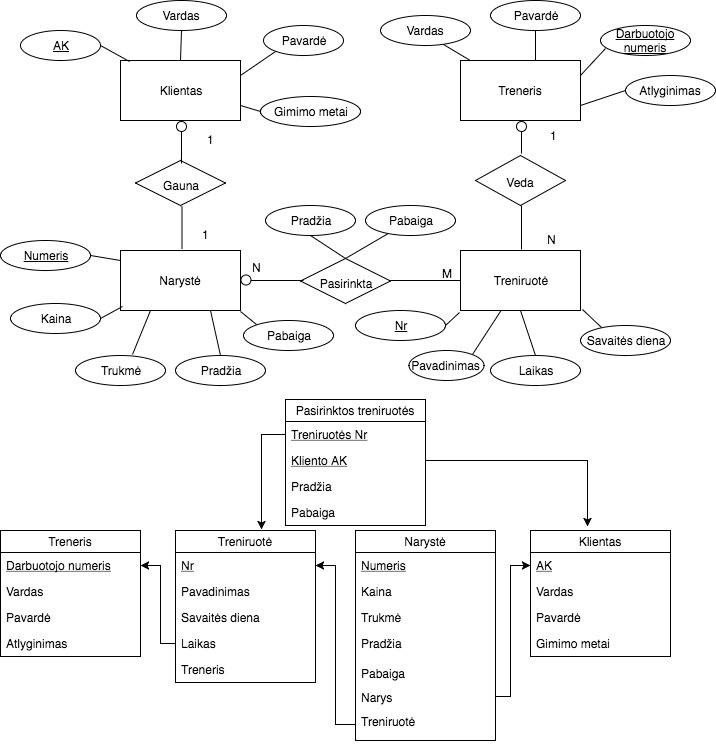 Vardas
AK
Pavardė
Klientas
Gimimo metai
1
Gauna
1
Pavardė
Vardas
Darbuotojo
numeris
Treneris
Atlyginimas
1
Veda
N
Pradžia
Pabaiga
Numeris
Narystė
N
Pasirinkta
M
Treniruotė
Kaina
Nr
Pabaiga
Savaitės diena
Trukmė
Pradžia
Pavadinimas
Laikas
Pasirinktos treniruotės
Treniruotės Nr
Kliento AK
Pradžia
Pabaiga
Treneris
Darbuotojo numeris
Vardas
Pavardė
Atlyginimas
Treniruotė
Nr
Pavadinimas
Savaitės diena
Laikas
Treneris
Narystė
Numeris
Kaina
Trukmė
Pradžia
Pabaiga
Narys
Treniruotė
Klientas
AK
Vardas
Pavardė
Gimimo metai